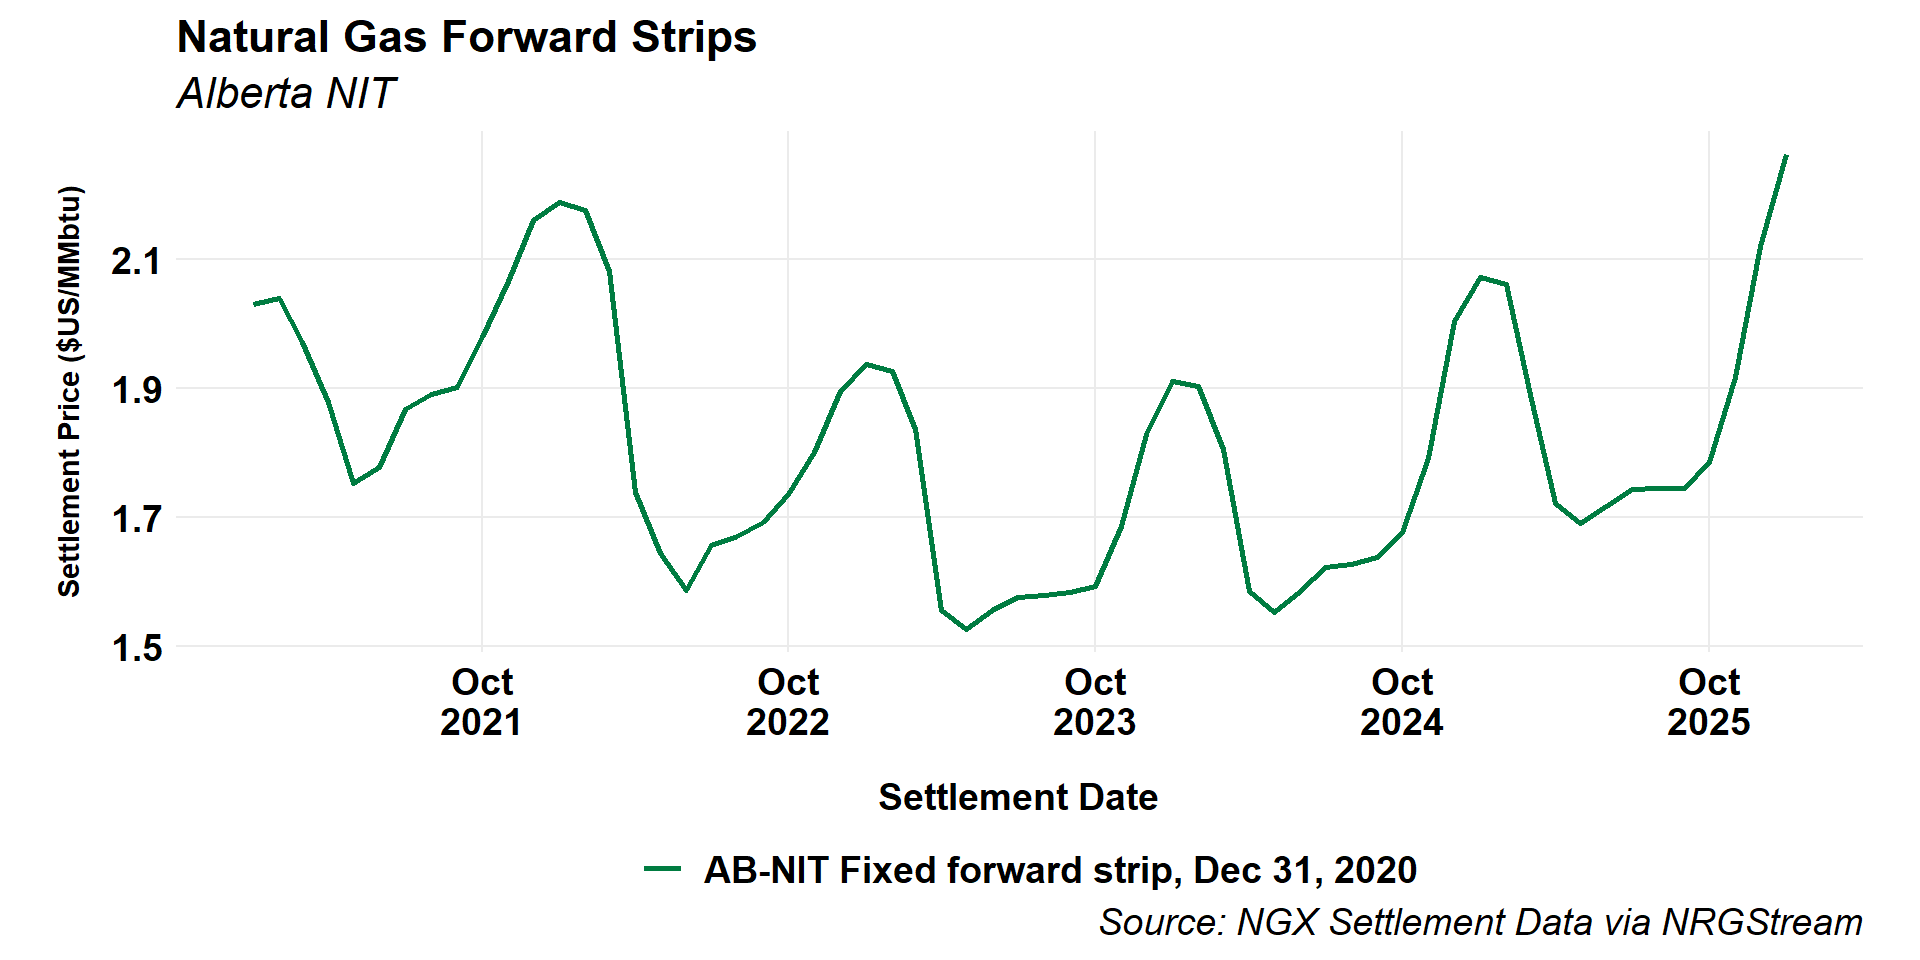 Natural Gas Forward Strips
Alberta NIT
Settlement Price ($US/MMbtu)
2.1
1.9
1.7
1.5
Oct
2021
Oct
2022
Oct
2023
Oct
2024
Oct
2025
Settlement Date
AB-NIT Fixed forward strip, Dec 31, 2020
Source: NGX Settlement Data via NRGStream